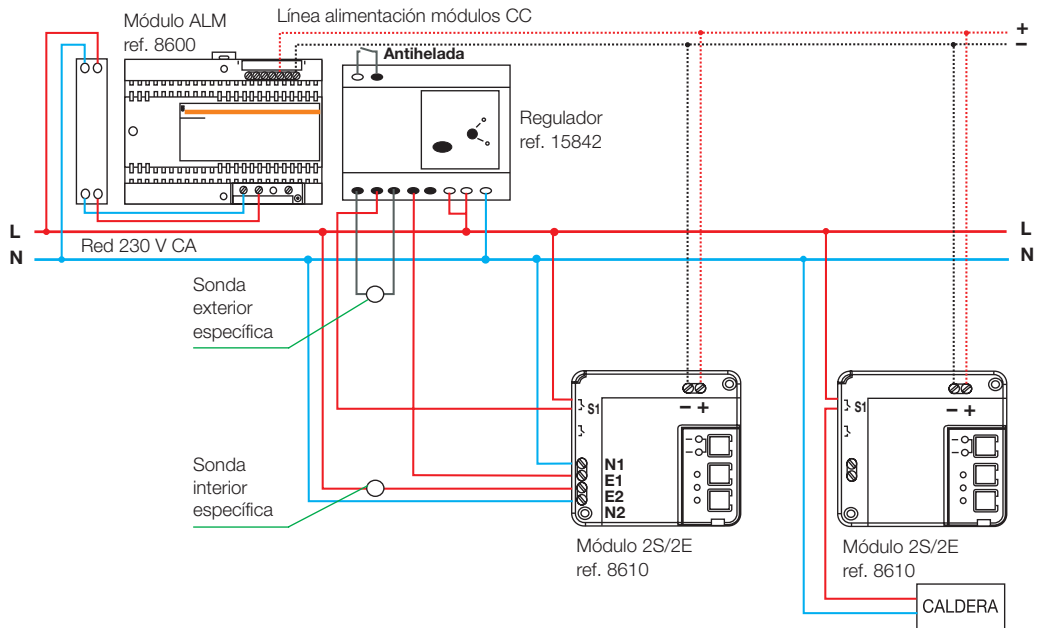 Módulo ALM
ref. 8600
Línea alimentación módulos CC
+
−
Antihelada
Regulador
ref. 15842
L
L
Red 230 V CA
N
N
Sonda
exterior
específica
S1
− +
S1
− +
Sonda
interior
específica
N1
E1
E2
N2
Módulo 2S/2E
ref. 8610
Módulo 2S/2E
ref. 8610
CALDERA